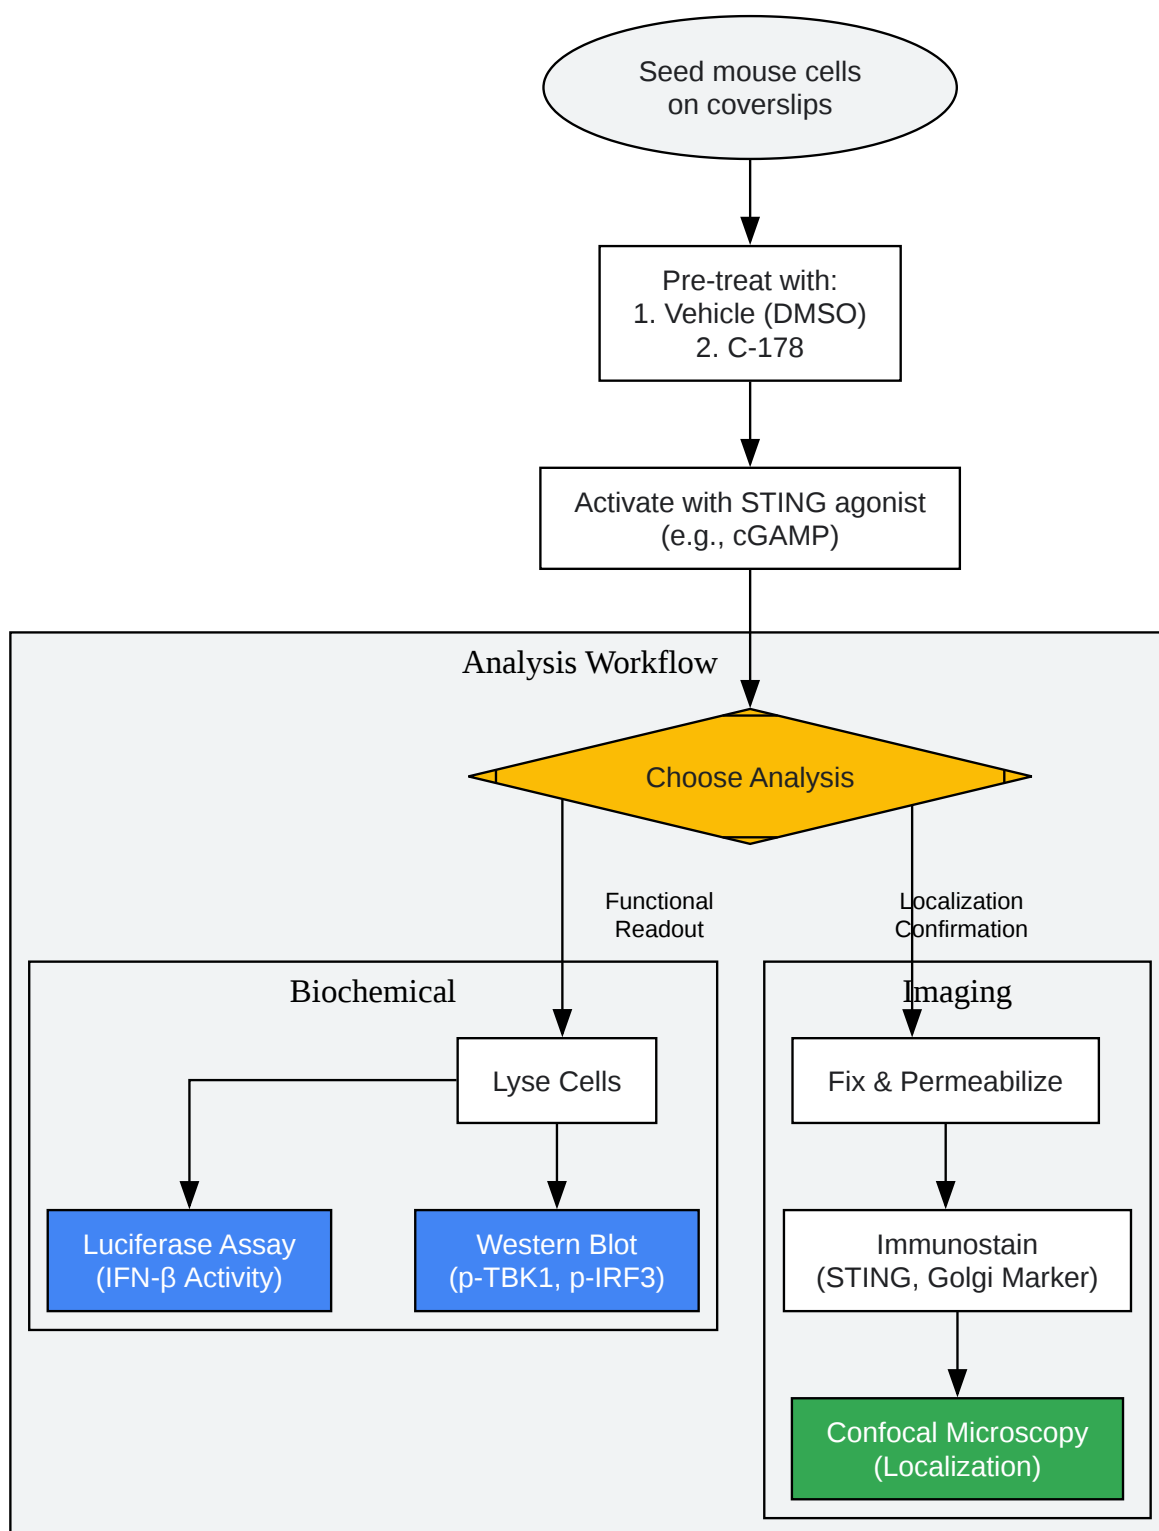 Seed mouse cells
on coverslips
Pre-treat with:
1. Vehicle (DMSO)
2. C-178
Activate with STING agonist
(e.g., cGAMP)
Analysis Workflow
Choose Analysis
Functional
Readout
Localization
Confirmation
Biochemical
Imaging
Lyse Cells
Fix & Permeabilize
Luciferase Assay
(IFN-β Activity)
Western Blot
(p-TBK1, p-IRF3)
Immunostain
(STING, Golgi Marker)
Confocal Microscopy
(Localization)